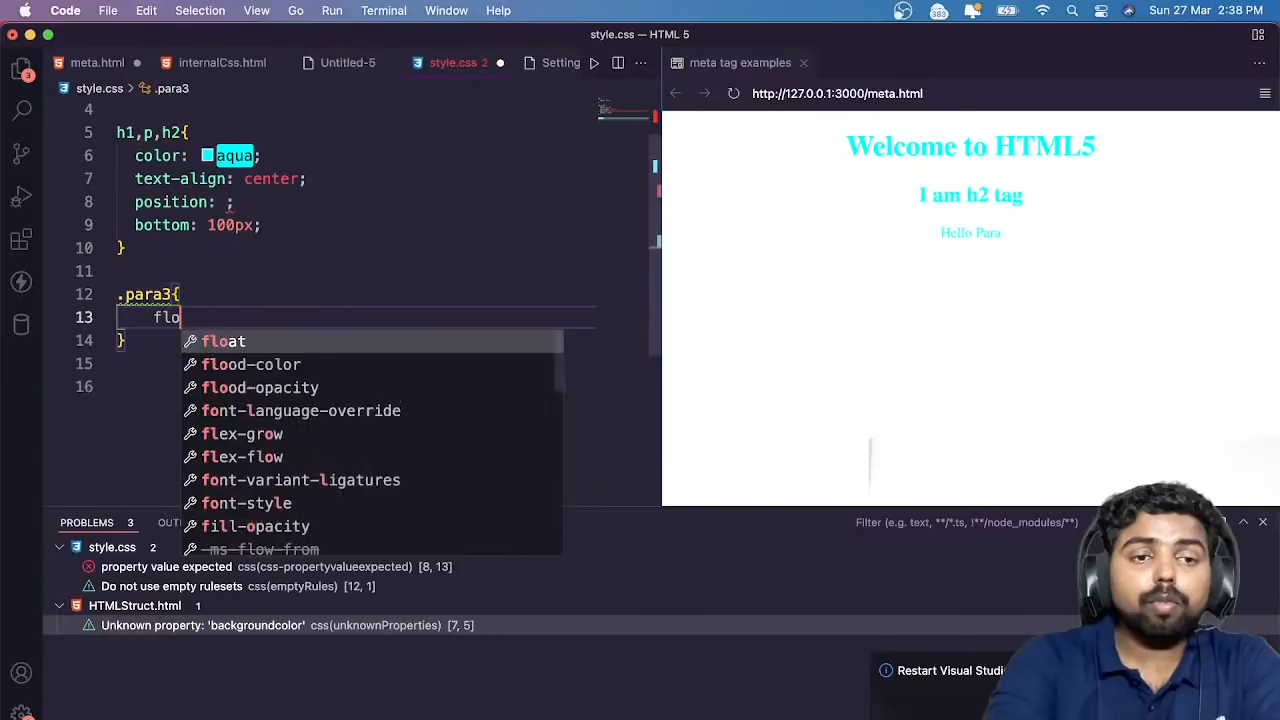 Code File Edit Selection View Go Run Terminal Window Help
383
Sun 27 Mar 2:38 PM
style.css — HTML 5
meta.html
internalCss.html
Untitled-5
style.css 2
Setting
meta tag examples
style.css > .para3
http://127.0.0.1:3000/meta.html
4
5 h1,p,h2{
6 color: aqua;
7 text-align: center;
8 position: ;
9 bottom: 100px;
10 }
11
12 .para3{
13 flo
14 }
15
16
float
flood-color
flood-opacity
font-language-override
flex-grow
flex-flow
font-variant-ligatures
font-style
fill-opacity
-ms-flow-from
3
Welcome to HTML5
I am h2 tag
Hello Para
PROBLEMS 3 OUT
Filter (e.g. text, **/*.ts, !**/node_modules/**)
style.css 2
property value expected css(css-propertyvalueexpected) [8, 13]
Do not use empty rulesets css(emptyRules) [12, 1]
HTMLStruct.html 1
Unknown property: 'backgroundcolor' css(unknownProperties) [7, 5]
Restart Visual Studi